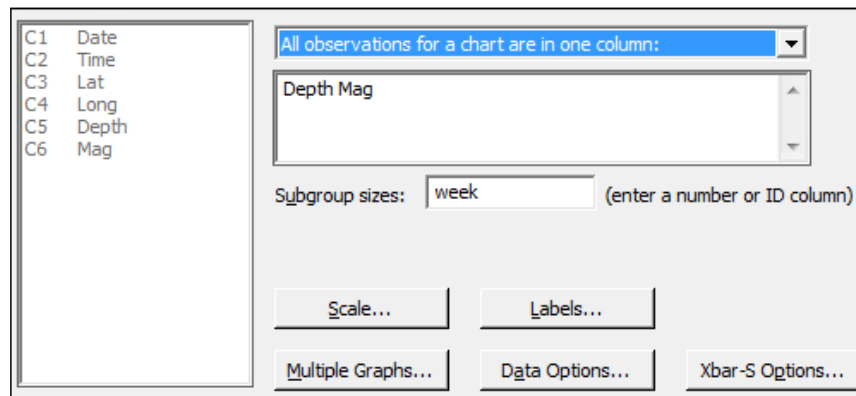 C1 Date
C2 Time
C3 Lat
C4 Long
C5 Depth
C6 Mag
All observations for a chart are in one column:
Depth Mag
Subgroup sizes: week (enter a number or ID column)
Scale... Labels...
Multiple Graphs... Data Options... Xbar-S Options...